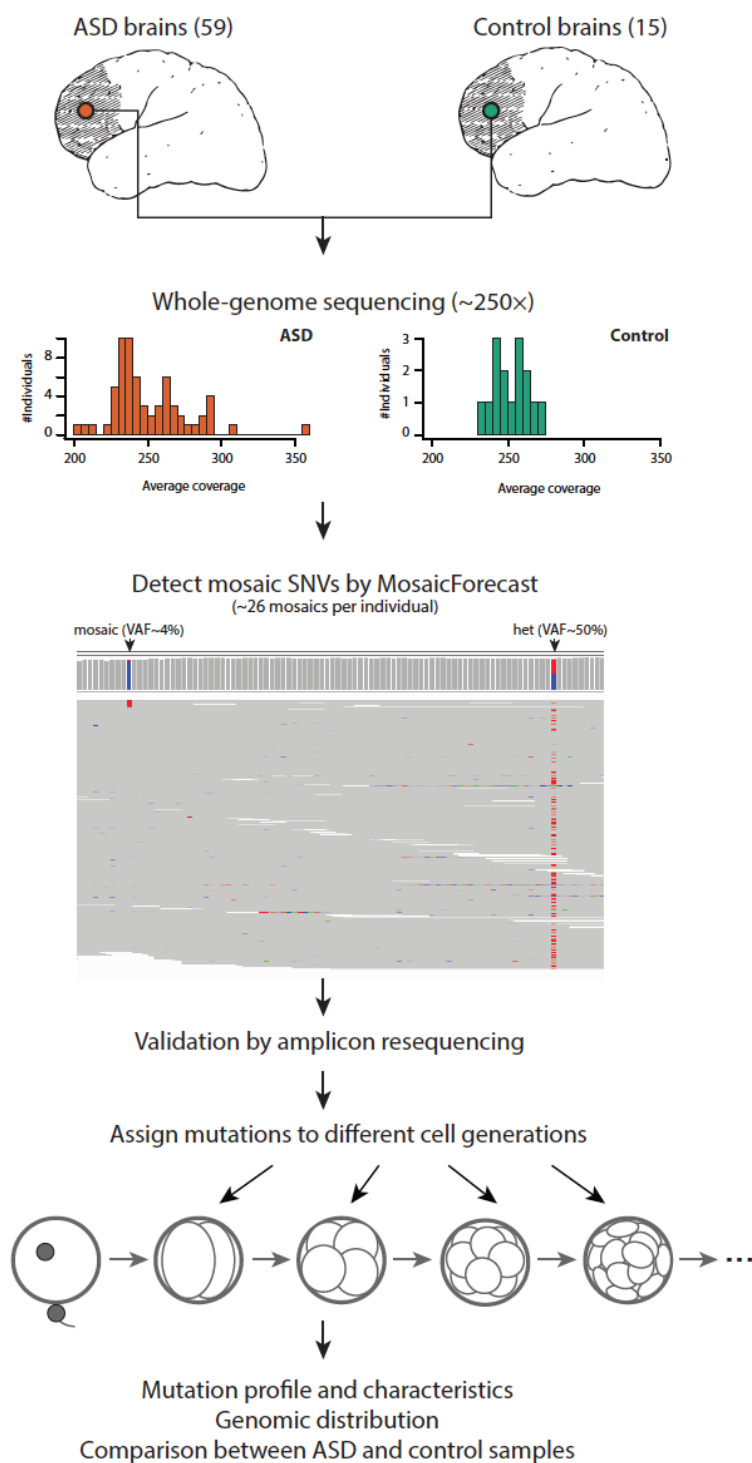 ASD brains (59)
Control brains (15)
Whole-genome sequencing (~250×)
ASD
#Individuals
8
4
0
200
250
300
350
Average coverage
Control
#Individuals
3
2
1
0
200
250
300
350
Average coverage
Detect mosaic SNVs by MosaicForecast
(~26 mosaics per individual)
mosaic (VAF~4%)
het (VAF~50%)
Validation by amplicon resequencing
Assign mutations to different cell generations
...
Mutation profile and characteristics
Genomic distribution
Comparison between ASD and control samples